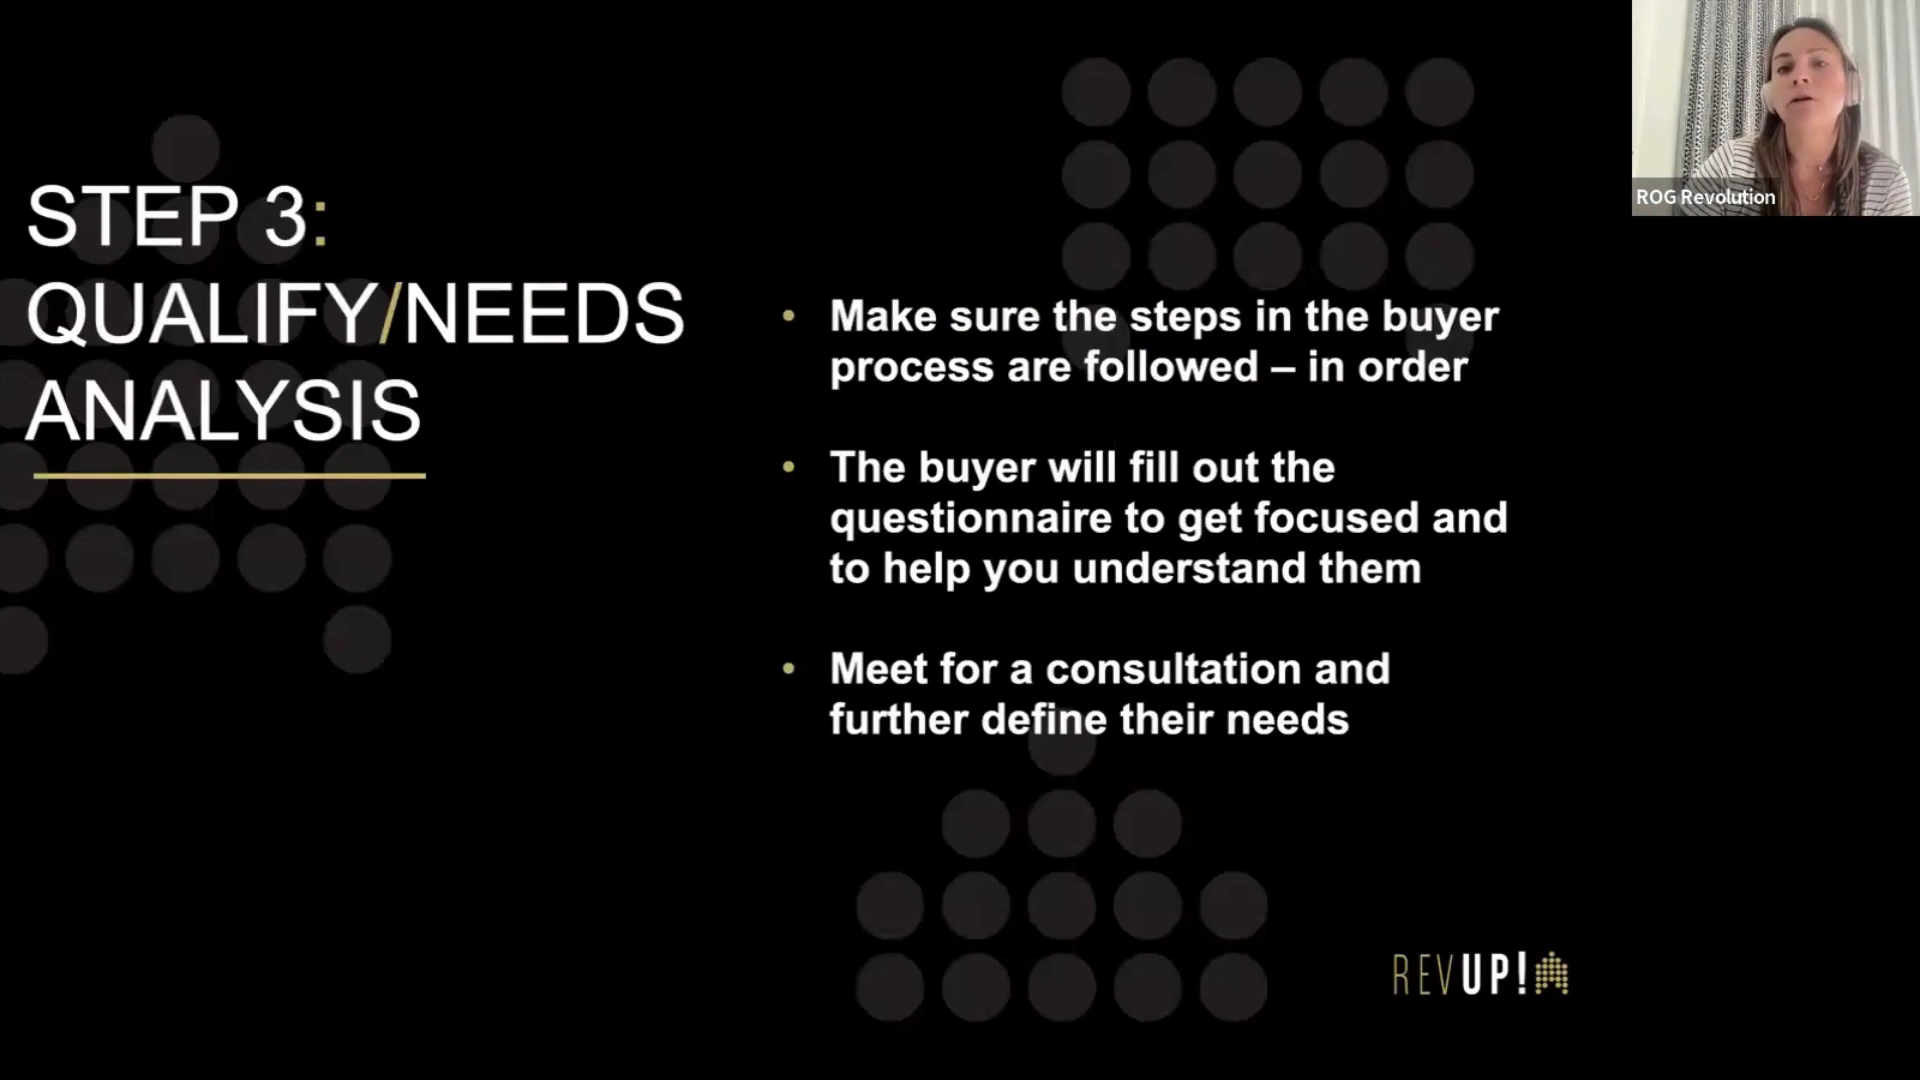 STEP 3:
QUALIFY/NEEDS
ANALYSIS
• Make sure the steps in the buyer
process are followed – in order
• The buyer will fill out the
questionnaire to get focused and
to help you understand them
• Meet for a consultation and
further define their needs
ROG Revolution
REVUP!